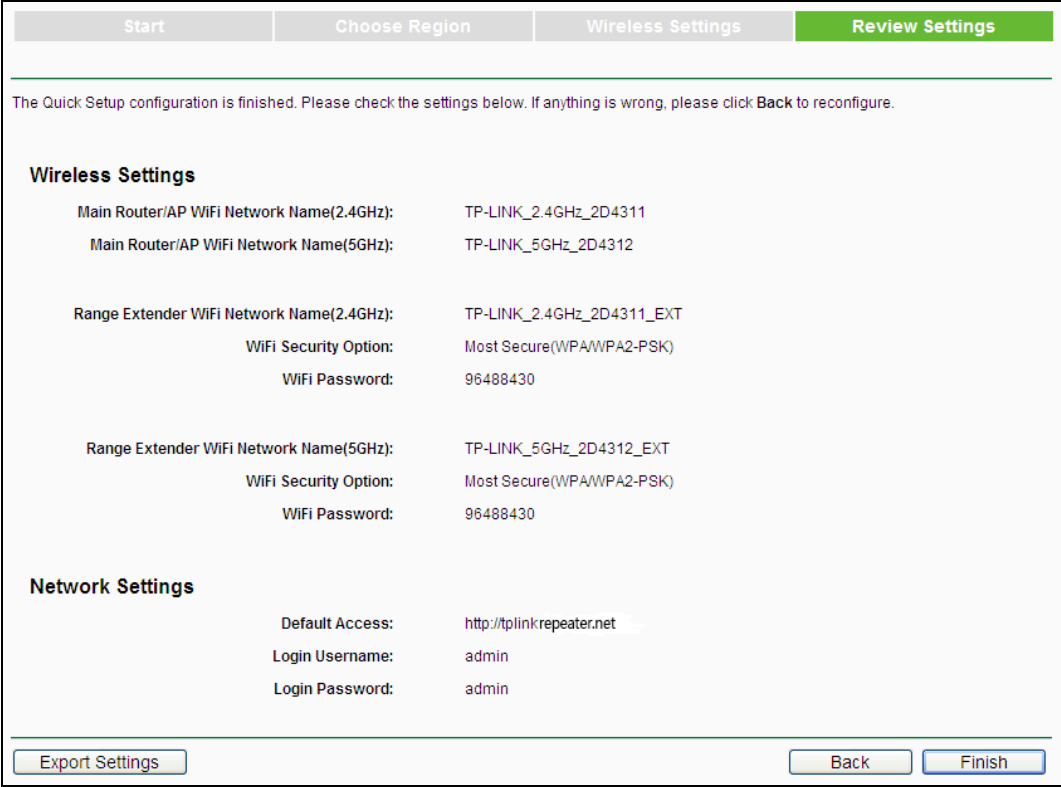 Start Choose Region Wireless Settings Review Settings
The Quick Setup configuration is finished. Please check the settings below. If anything is wrong, please click Back to reconfigure.
Wireless Settings
Main Router/AP WiFi Network Name(2.4GHz): TP-LINK_2.4GHz_2D4311
Main Router/AP WiFi Network Name(5GHz): TP-LINK_5GHz_2D4312
Range Extender WiFi Network Name(2.4GHz): TP-LINK_2.4GHz_2D4311_EXT
WiFi Security Option: Most Secure(WPA/WPA2-PSK)
WiFi Password: 96488430
Range Extender WiFi Network Name(5GHz): TP-LINK_5GHz_2D4312_EXT
WiFi Security Option: Most Secure(WPA/WPA2-PSK)
WiFi Password: 96488430
Network Settings
Default Access: http://tplinkrepeater.net
Login Username: admin
Login Password: admin
Export Settings Back Finish